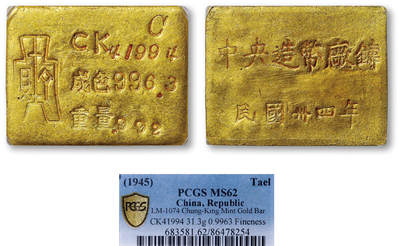 C
CK41994
成色996.3
重量
中央造幣廠鑄
民國卅四年
(1945) Tael
PCGS MS62
China, Republic
LM-1074 Chung-King Mint Gold Bar
CK41994 31.3g 0.9963 Fineness
683581.62/86478254
PCGS